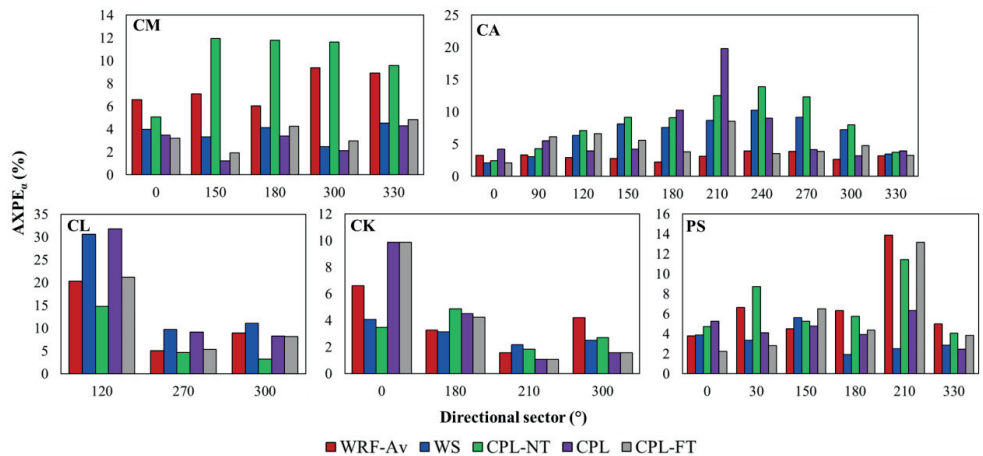 CM
14
12
10
8
6
4
2
0
0 150 180 300 330
CA
25
20
15
10
5
0
0 90 120 150 180 210 240 270 300 330
AXPEα (%)
CL
35
30
25
20
15
10
5
0
120 270 300
CK
12
10
8
6
4
2
0
0 180 210 300
PS
16
14
12
10
8
6
4
2
0
0 30 150 180 210 330
Directional sector (°)
WRF-Av WS CPL-NT CPL CPL-FT